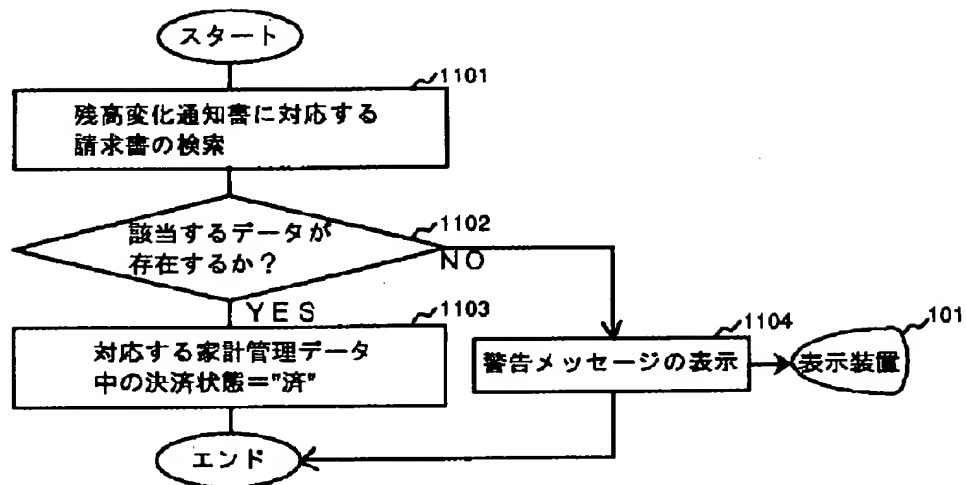 スタート
1101
残高変化通知書に対応する
請求書の検索
1102
該当するデータが
存在するか?
NO
YES
1103
対応する家計管理データ
中の決済状態="済"
1104
警告メッセージの表示
101
表示装置
エンド